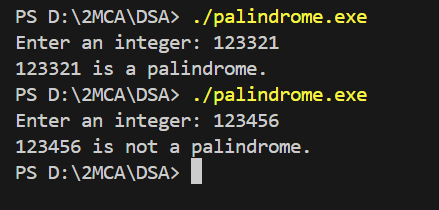 PS D:\2MCA\DSA> ./palindrome.exe
Enter an integer: 123321
123321 is a palindrome.
PS D:\2MCA\DSA> ./palindrome.exe
Enter an integer: 123456
123456 is not a palindrome.
PS D:\2MCA\DSA>